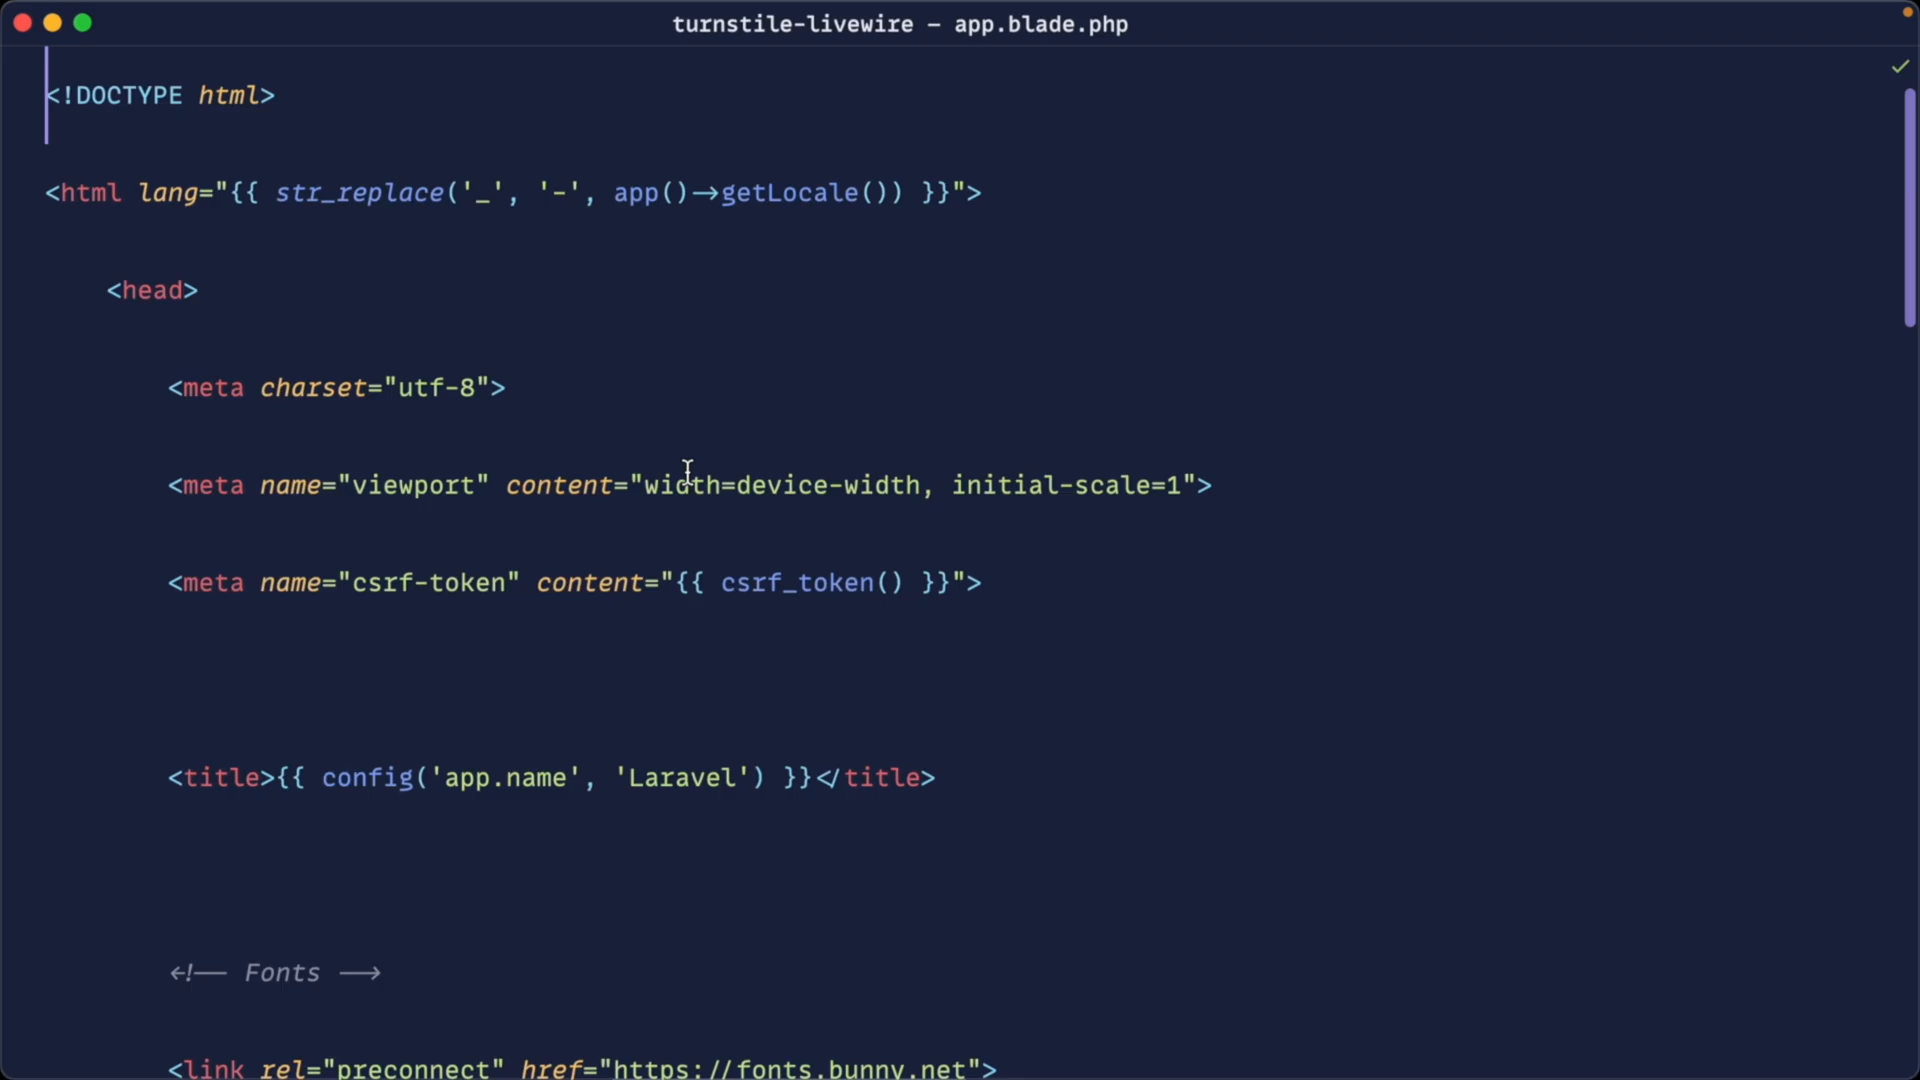 turnstile-livewire – app.blade.php
<!DOCTYPE html>
<html lang="{{ str_replace('_', '-', app()->getLocale()) }}">
<head>
<meta charset="utf-8">
<meta name="viewport" content="width=device-width, initial-scale=1">
<meta name="csrf-token" content="{{ csrf_token() }}">
<title>{{ config('app.name', 'Laravel') }}</title>
<!-- Fonts -->
<link rel="preconnect" href="https://fonts.bunny.net">